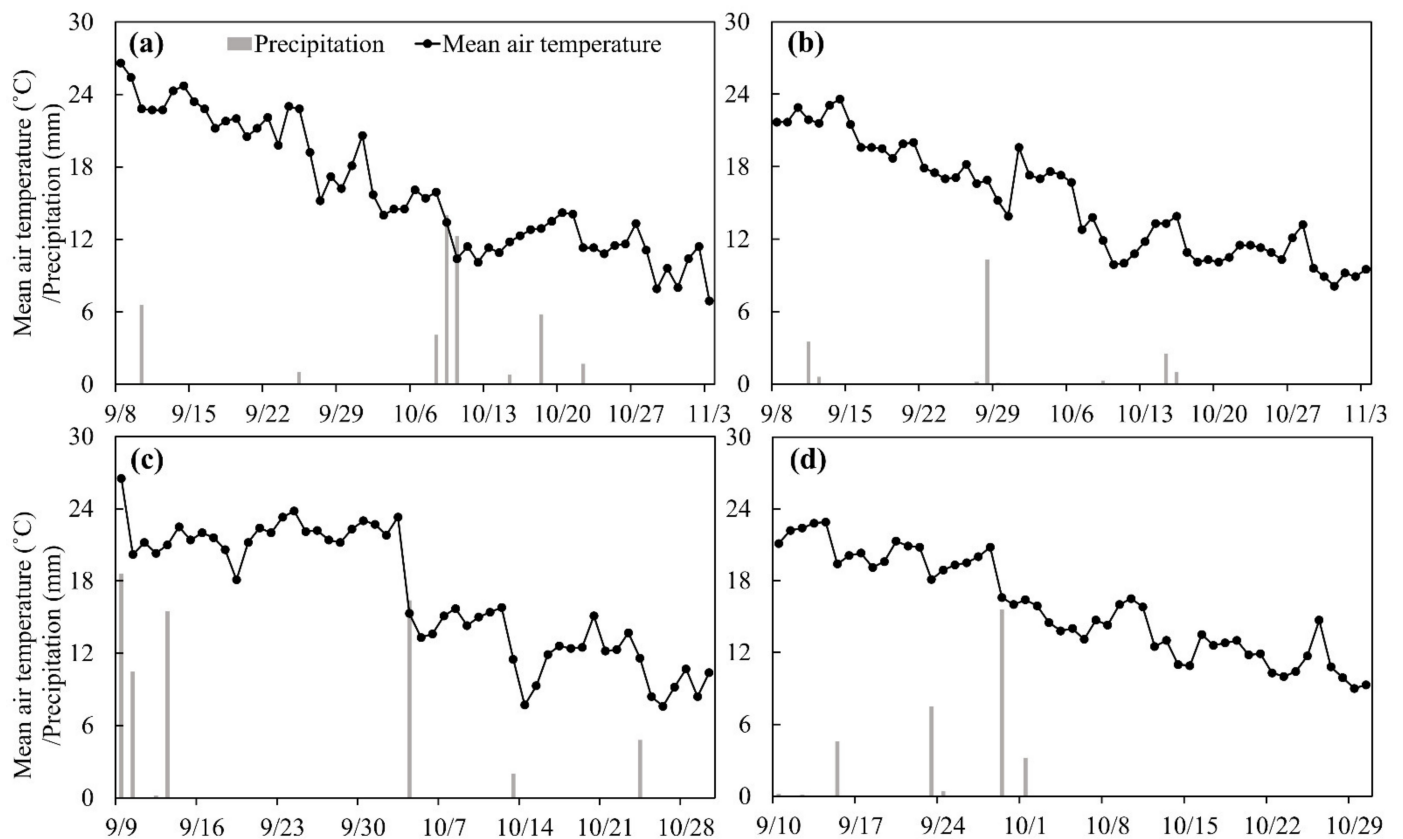 (a) Precipitation Mean air temperature
30
24
18
12
6
0
Mean air temperature (˚C)
/Precipitation (mm)
9/8 9/15 9/22 9/29 10/6 10/13 10/20 10/27 11/3
(b)
30
24
18
12
6
0
9/8 9/15 9/22 9/29 10/6 10/13 10/20 10/27 11/3
(c)
30
24
18
12
6
0
Mean air temperature (˚C)
/Precipitation (mm)
9/9 9/16 9/23 9/30 10/7 10/14 10/21 10/28
(d)
30
24
18
12
6
0
9/10 9/17 9/24 10/1 10/8 10/15 10/22 10/29